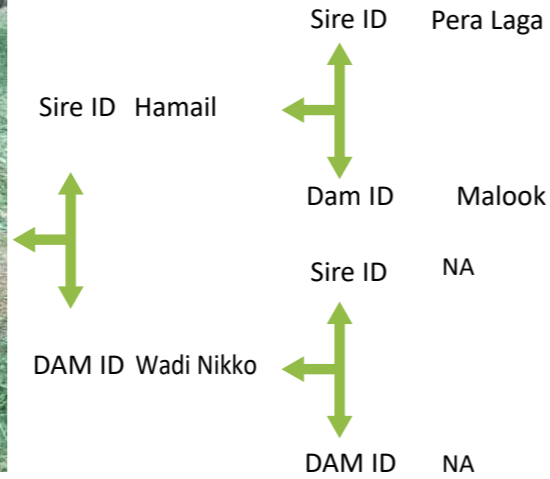 Sire ID Pera Laga
Sire ID Hamail
Dam ID Malook
Sire ID NA
DAM ID Wadi Nikko
DAM ID NA